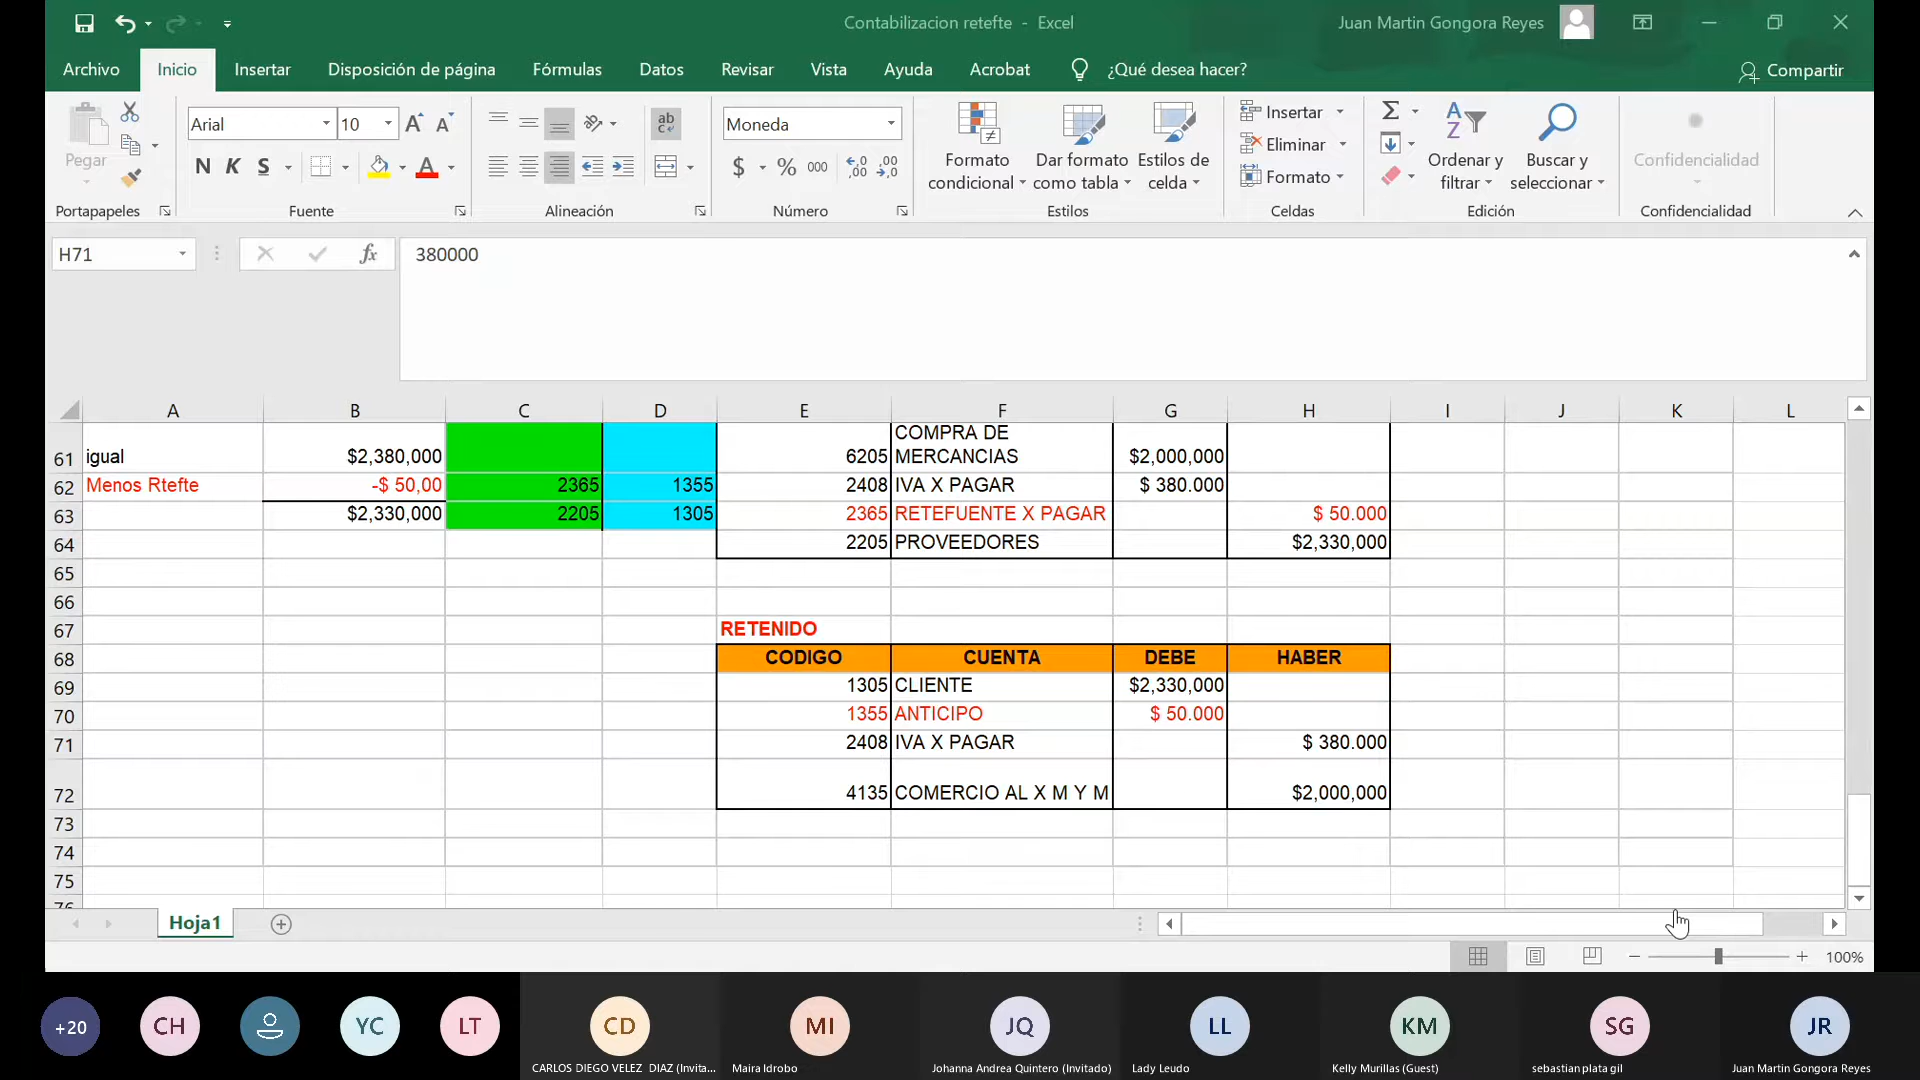 Contabilizacion retefte - Excel
Juan Martin Gongora Reyes
Archivo Inicio Insertar Disposición de página Fórmulas Datos Revisar Vista Ayuda Acrobat ¿Qué desea hacer? Compartir
Pegar
Portapapeles
Arial 10
N K S
Fuente
ab
Alineación
Moneda
$ % 000
Número
Formato condicional
Dar formato como tabla
Estilos de celda
Estilos
Insertar
Eliminar
Formato
Celdas
Ordenar y filtrar
Buscar y seleccionar
Edición
Confidencialidad
Confidencialidad
H71 fx 380000
A B C D E F G H I J K L
61 igual $2,380,000 6205 COMPRA DE MERCANCIAS $2,000,000
62 Menos Rtefte -$ 50,00 2365 1355 2408 IVA X PAGAR $ 380.000
63 $2,330,000 2205 1305 2365 RETEFUENTE X PAGAR $ 50.000
64 2205 PROVEEDORES $2,330,000
65
66
67 RETENIDO
68 CODIGO CUENTA DEBE HABER
69 1305 CLIENTE $2,330,000
70 1355 ANTICIPO $ 50.000
71 2408 IVA X PAGAR $ 380.000
72 4135 COMERCIO AL X M Y M $2,000,000
73
74
75
76
Hoja1
100%
+20 CH YC LT CD MI JQ LL KM SG JR
CARLOS DIEGO VELEZ DIAZ (Invita... Maira Idrobo Johanna Andrea Quintero (Invitado) Lady Leudo Kelly Murillas (Guest) sebastian plata gil Juan Martin Gongora Reyes